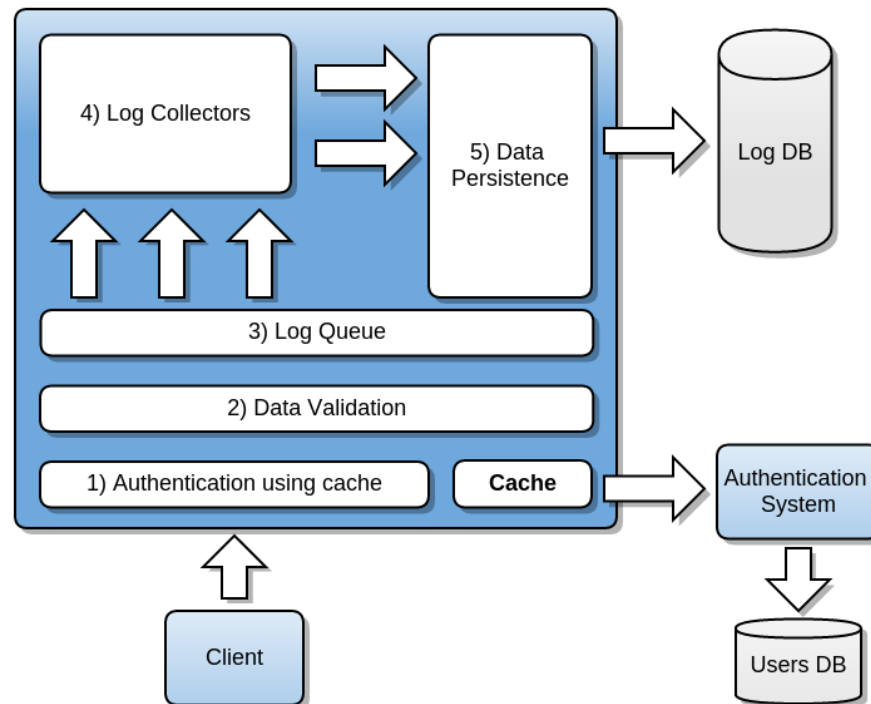 4) Log Collectors
5) Data
Persistence
Log DB
3) Log Queue
2) Data Validation
1) Authentication using cache
Cache
Authentication
System
Client
Users DB